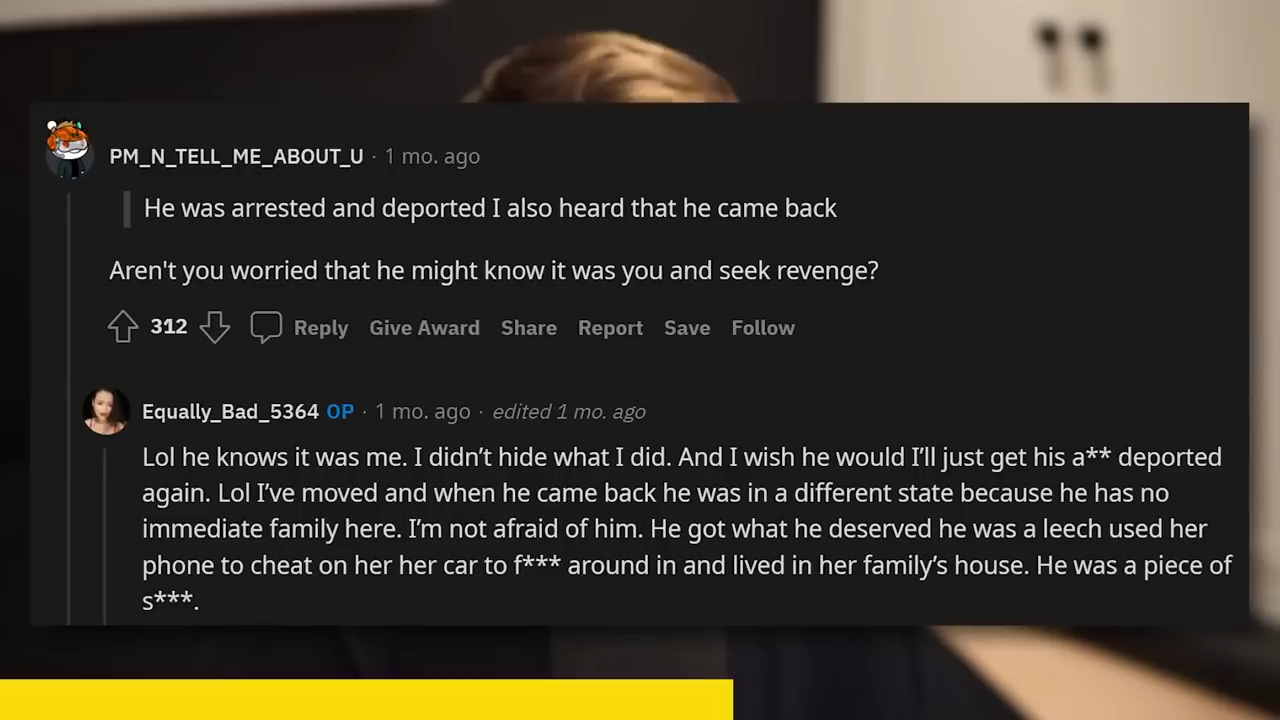 PM_N_TELL_ME_ABOUT_U · 1 mo. ago
He was arrested and deported I also heard that he came back
Aren't you worried that he might know it was you and seek revenge?
312 Reply Give Award Share Report Save Follow
Equally_Bad_5364 OP · 1 mo. ago · edited 1 mo. ago
Lol he knows it was me. I didn’t hide what I did. And I wish he would I’ll just get his a** deported
again. Lol I’ve moved and when he came back he was in a different state because he has no
immediate family here. I’m not afraid of him. He got what he deserved he was a leech used her
phone to cheat on her her car to f*** around in and lived in her family’s house. He was a piece of
s***.